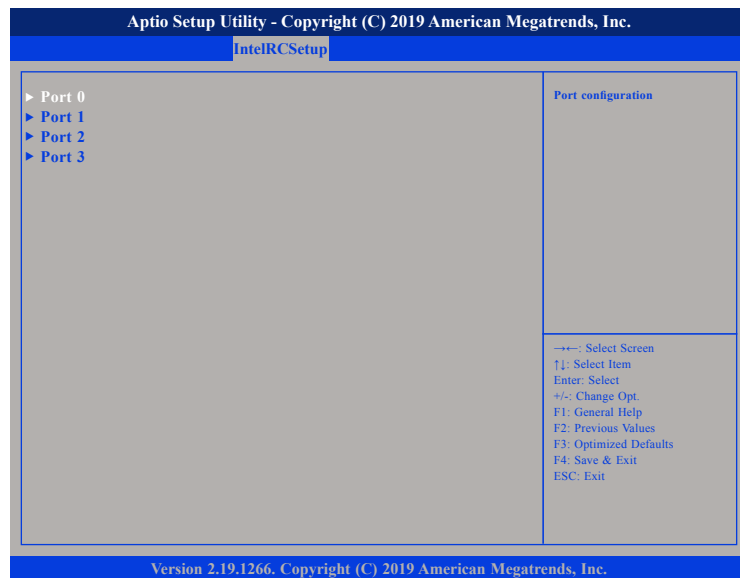 Aptio Setup Utility - Copyright (C) 2019 American Megatrends, Inc.
IntelRCSetup
► Port 0
► Port 1
► Port 2
► Port 3
Port configuration
→←: Select Screen
↑↓: Select Item
Enter: Select
+/-: Change Opt.
F1: General Help
F2: Previous Values
F3: Optimized Defaults
F4: Save & Exit
ESC: Exit
Version 2.19.1266. Copyright (C) 2019 American Megatrends, Inc.